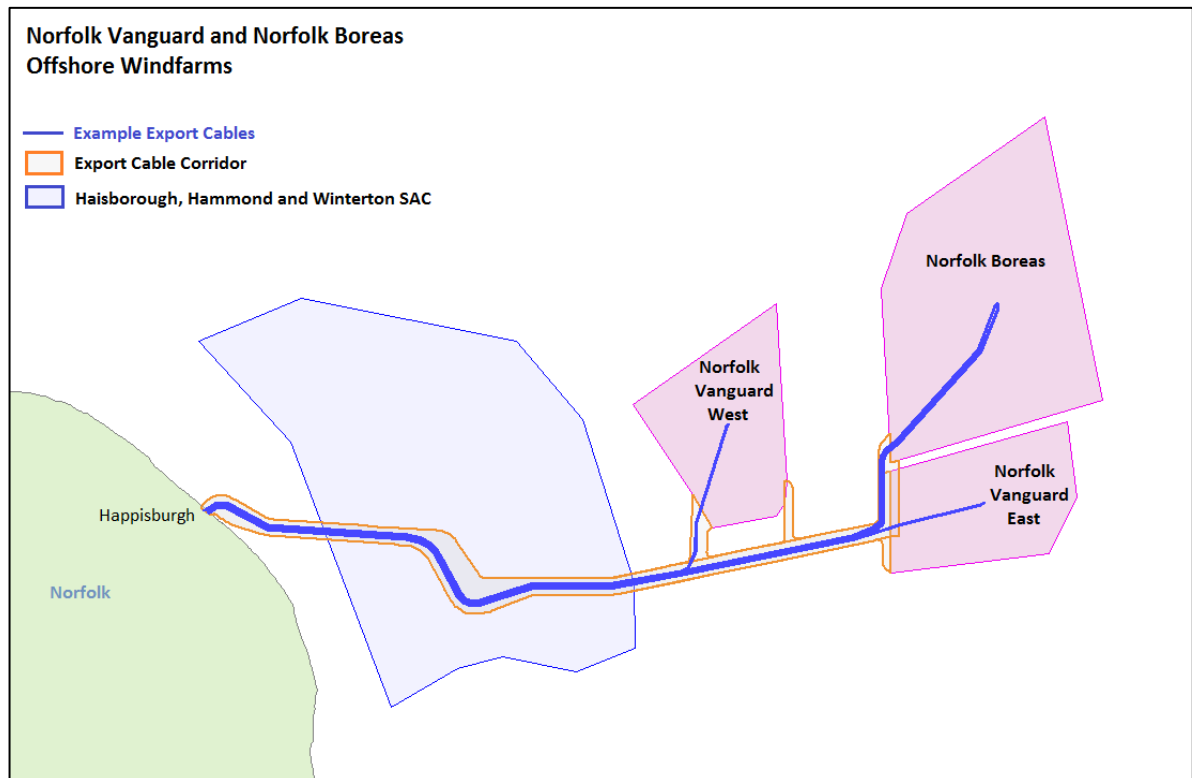 Norfolk Vanguard and Norfolk Boreas
Offshore Windfarms
Example Export Cables
Export Cable Corridor
Haisborough, Hammond and Winterton SAC
Norfolk Boreas
Norfolk
Vanguard
West
Norfolk
Vanguard
East
Happisburgh
Norfolk